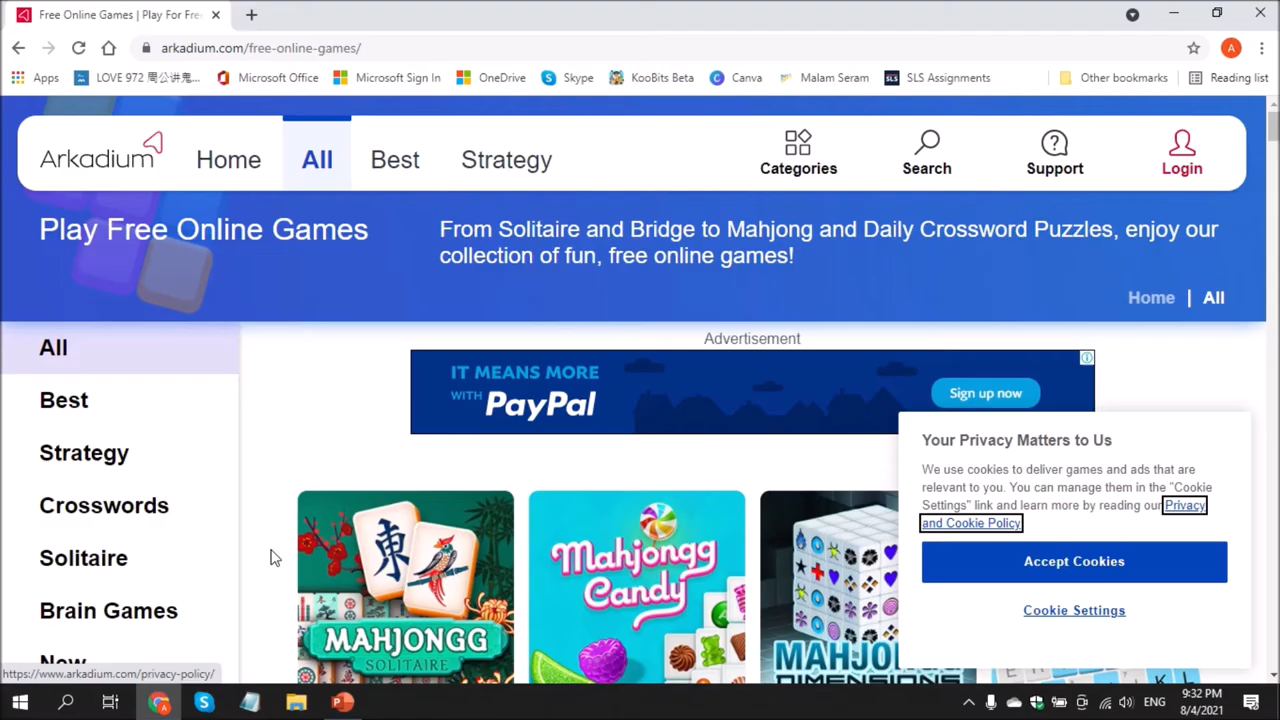 Free Online Games | Play For Fre
arkadium.com/free-online-games/
A
Apps
LOVE 972 周公讲鬼...
Microsoft Office
Microsoft Sign In
OneDrive
Skype
KooBits Beta
Canva
Malam Seram
SLS
SLS Assignments
Other bookmarks
Reading list
Arkadium
Home
All
Best
Strategy
Categories
Search
Support
Login
Play Free Online Games
From Solitaire and Bridge to Mahjong and Daily Crossword Puzzles, enjoy our
collection of fun, free online games!
Home | All
All
Best
Strategy
Crosswords
Solitaire
Brain Games
New
Advertisement
IT MEANS MORE
WITH PayPal
Sign up now
東
MAHJONGG
SOLITAIRE
Mahjongg
Candy
Your Privacy Matters to Us
We use cookies to deliver games and ads that are
relevant to you. You can manage them in the "Cookie
Settings" link and learn more by reading our Privacy
and Cookie Policy
Accept Cookies
Cookie Settings
https://www.arkadium.com/privacy-policy/
ENG
9:32 PM
8/4/2021